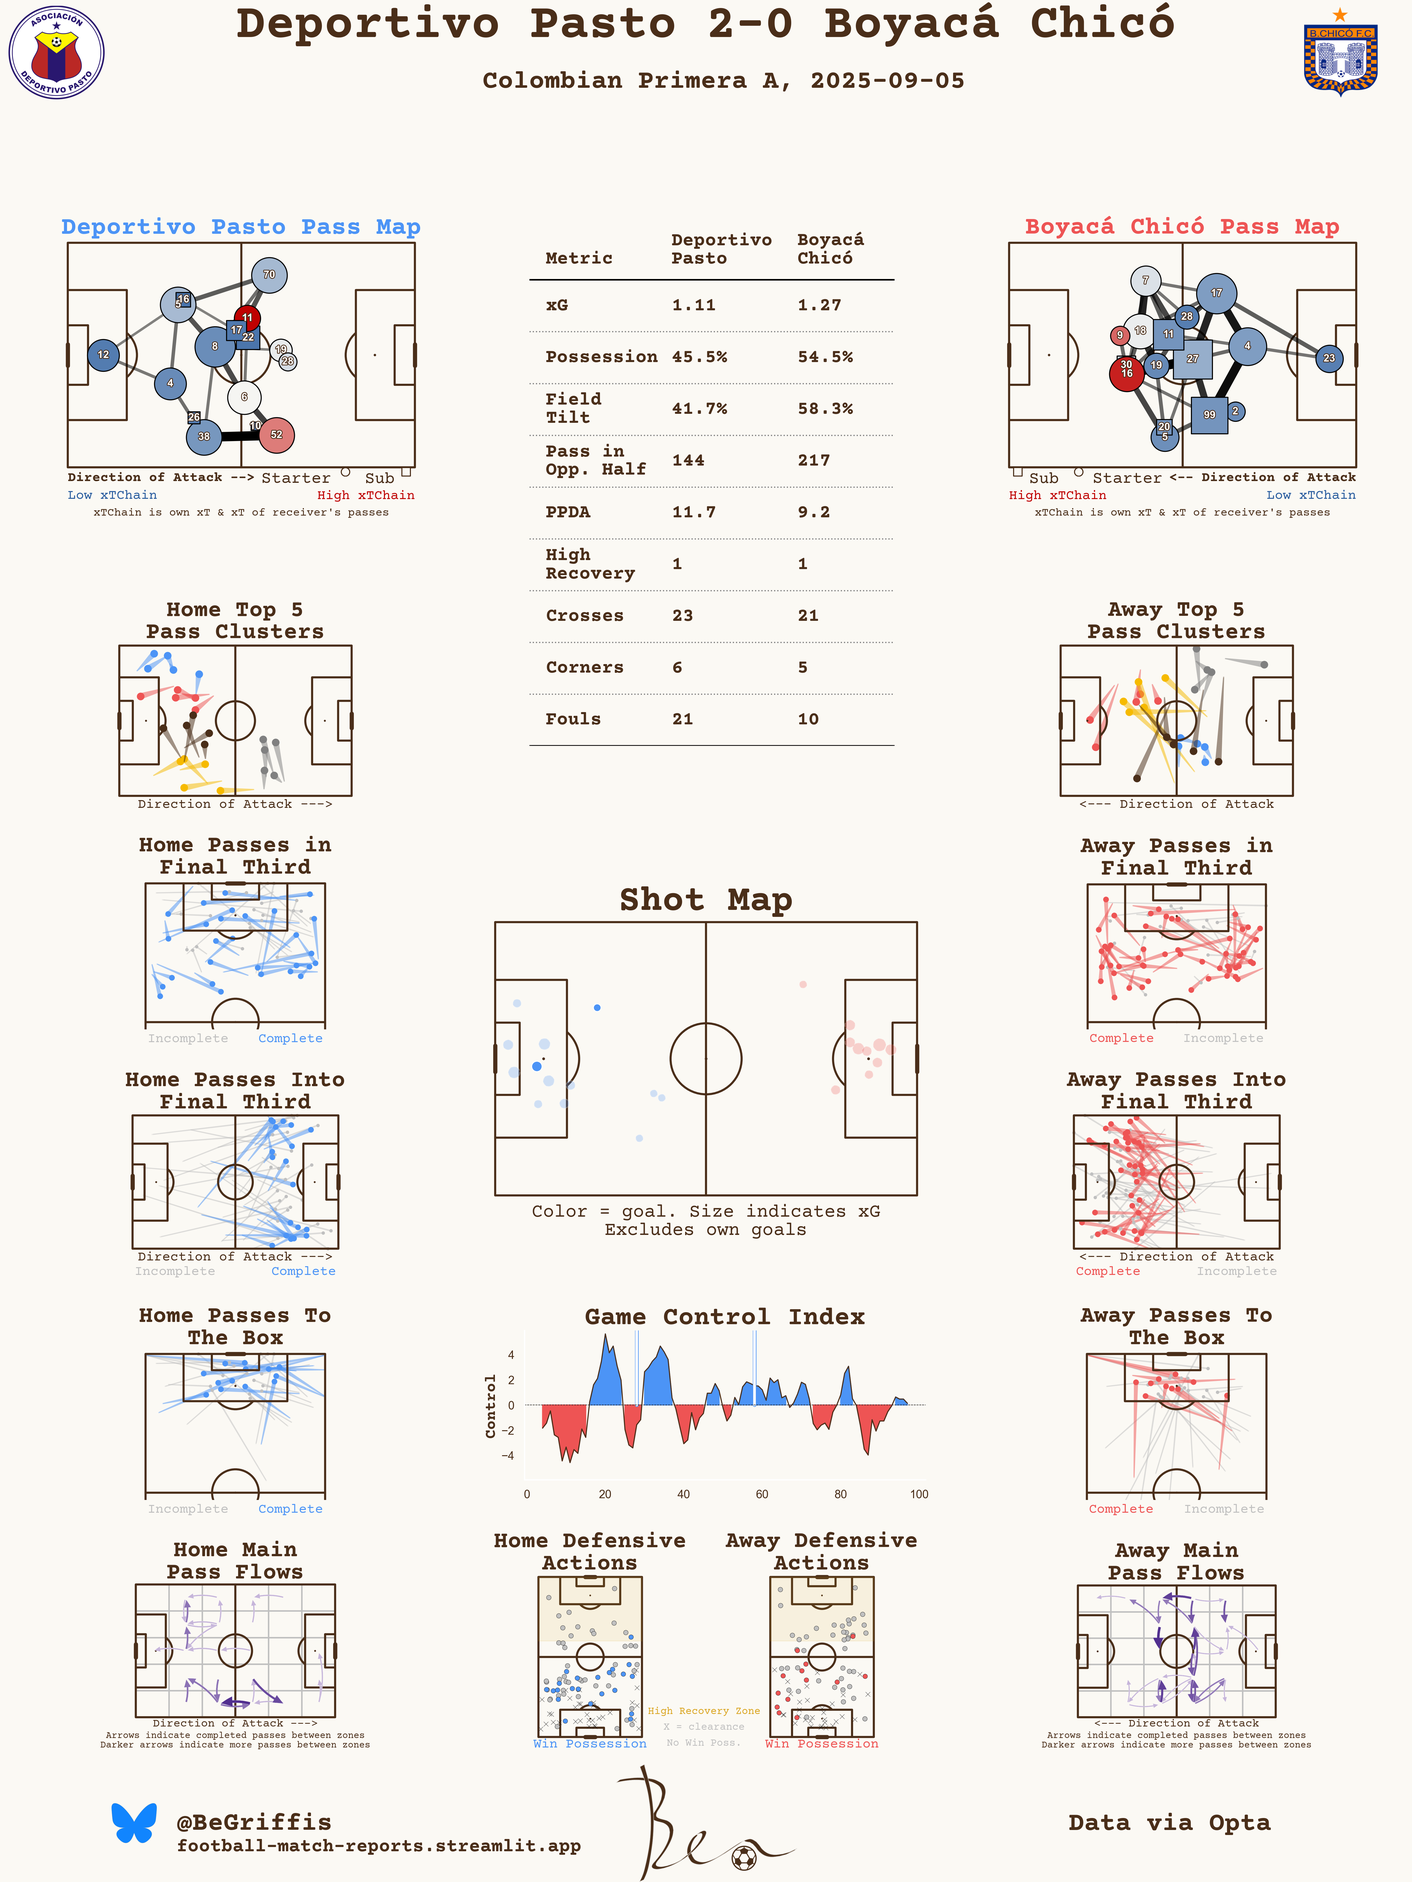 Deportivo Pasto 2-0 Boyacá Chicó
Colombian Primera A, 2025-09-05
ASOCIACIÓN
DEPORTIVO PASTO
B.CHICÓ F.C
Deportivo Pasto Pass Map
70
16
5
11
17
22
12
8
19
28
4
6
26
10
38
52
Direction of Attack --> Starter Sub
Low xTChain High xTChain
xTChain is own xT & xT of receiver's passes
Metric Deportivo Pasto Boyacá Chicó
xG 1.11 1.27
Possession 45.5% 54.5%
Field Tilt 41.7% 58.3%
Pass in Opp. Half 144 217
PPDA 11.7 9.2
High Recovery 1 1
Crosses 23 21
Corners 6 5
Fouls 21 10
Boyacá Chicó Pass Map
7
17
28
9
18
11
4
30
16
19
27
23
99
2
20
5
Sub Starter <-- Direction of Attack
High xTChain Low xTChain
xTChain is own xT & xT of receiver's passes
Home Top 5
Pass Clusters
Direction of Attack --->
Away Top 5
Pass Clusters
<--- Direction of Attack
Home Passes in
Final Third
Incomplete Complete
Away Passes in
Final Third
Complete Incomplete
Shot Map
Color = goal. Size indicates xG
Excludes own goals
Home Passes Into
Final Third
Direction of Attack --->
Incomplete Complete
Away Passes Into
Final Third
<--- Direction of Attack
Complete Incomplete
Home Passes To
The Box
Incomplete Complete
Game Control Index
Control
4
2
0
−2
−4
0 20 40 60 80 100
Away Passes To
The Box
Complete Incomplete
Home Main
Pass Flows
Direction of Attack --->
Arrows indicate completed passes between zones
Darker arrows indicate more passes between zones
Home Defensive
Actions
Win Possession
High Recovery Zone
X = clearance
No Win Poss.
Away Defensive
Actions
Win Possession
Away Main
Pass Flows
<--- Direction of Attack
Arrows indicate completed passes between zones
Darker arrows indicate more passes between zones
@BeGriffis
football-match-reports.streamlit.app
Ben
Data via Opta